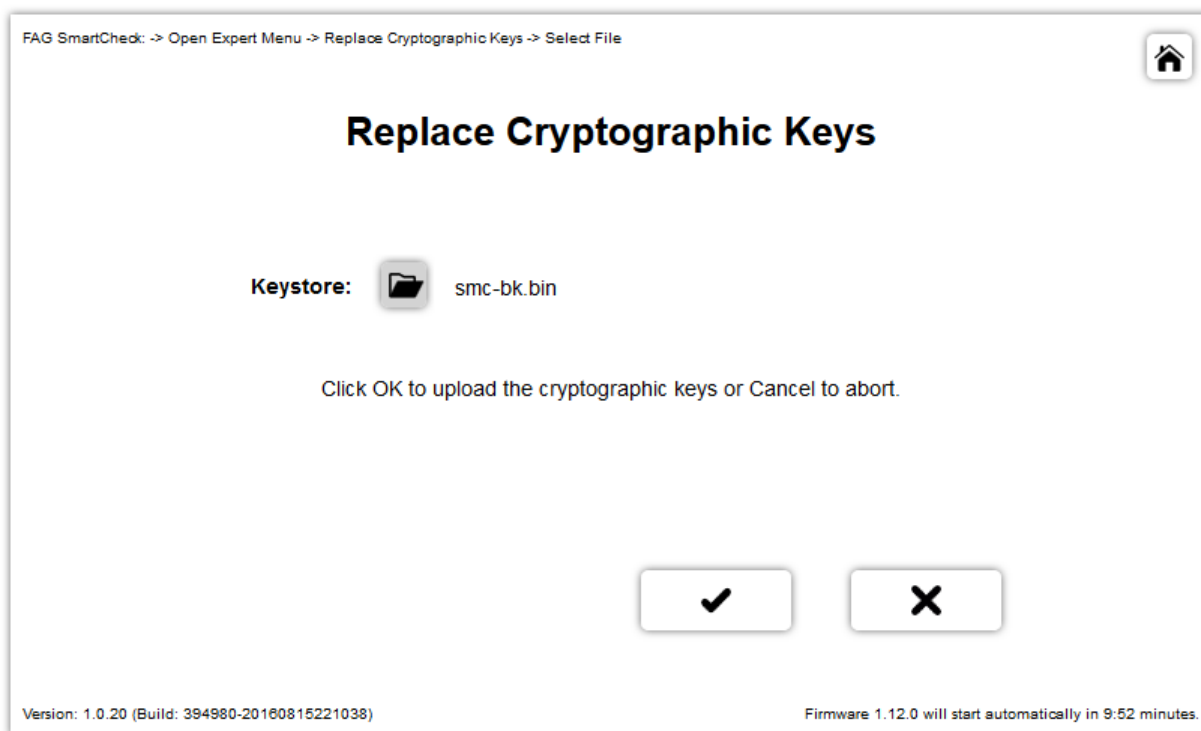 FAG SmartCheck: -> Open Expert Menu -> Replace Cryptographic Keys -> Select File
Replace Cryptographic Keys
Keystore: smc-bk.bin
Click OK to upload the cryptographic keys or Cancel to abort.
Version: 1.0.20 (Build: 394980-20160815221038) Firmware 1.12.0 will start automatically in 9:52 minutes.